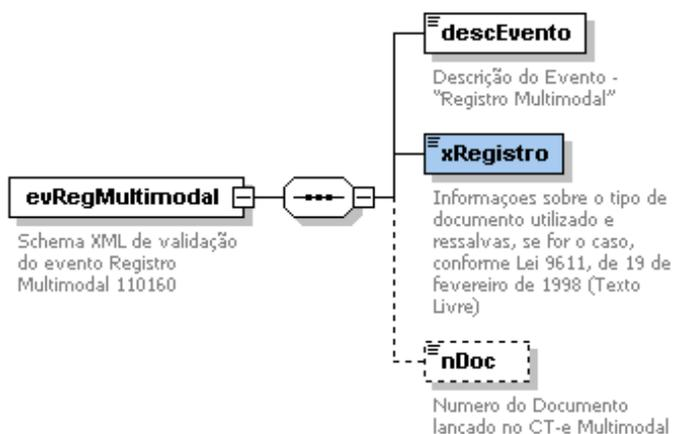 descEvento
Descrição do Evento -
"Registro Multimodal"
xRegistro
Informaçoes sobre o tipo de
documento utilizado e
ressalvas, se for o caso,
conforme Lei 9611, de 19 de
fevereiro de 1998 (Texto
Livre)
evRegMultimodal
Schema XML de validação
do evento Registro
Multimodal 110160
nDoc
Numero do Documento
lançado no CT-e Multimodal